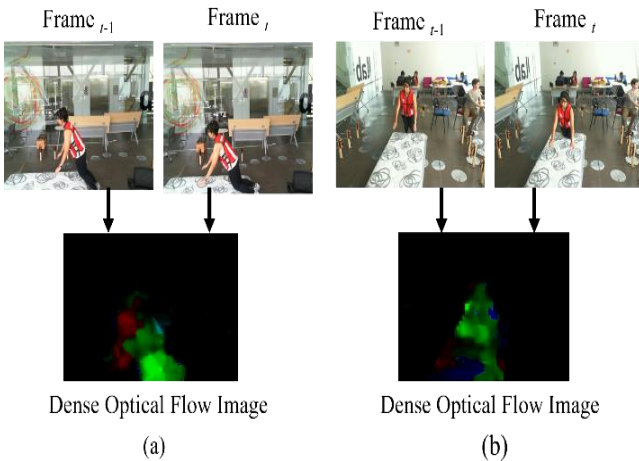 Frame t-1
Frame t
Frame t-1
Frame t
Dense Optical Flow Image
Dense Optical Flow Image
(a)
(b)